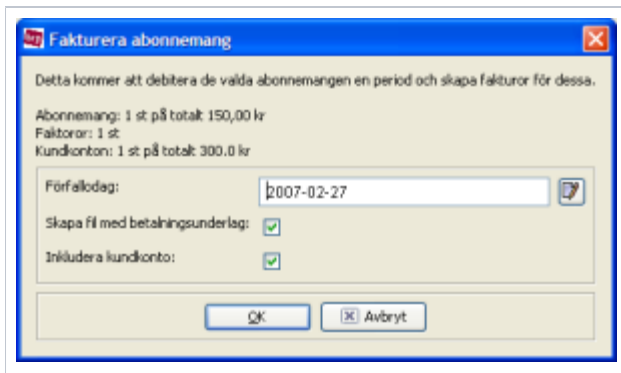 Fakturera abonnemang
Detta kommer att debitera de valda abonnemangen en period och skapa fakturor för dessa.
Abonnemang: 1 st på totalt 150,00 kr
Faktoror: 1 st
Kundkonton: 1 st på totalt 300.0 kr
Förfallodag: 2007-02-27
Skapa fil med betalningsunderlag:
Inkludera kundkonto:
OK Avbryt